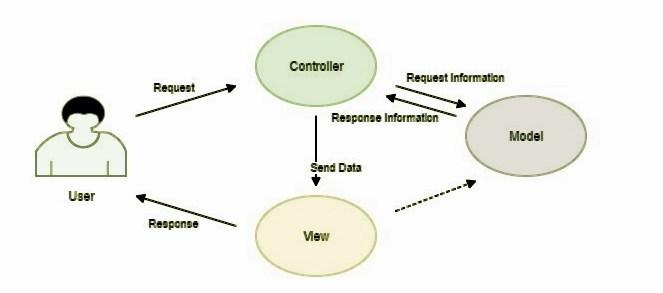 Controller
Request
Request Information
Response Information
Model
Send Data
User
Response
View